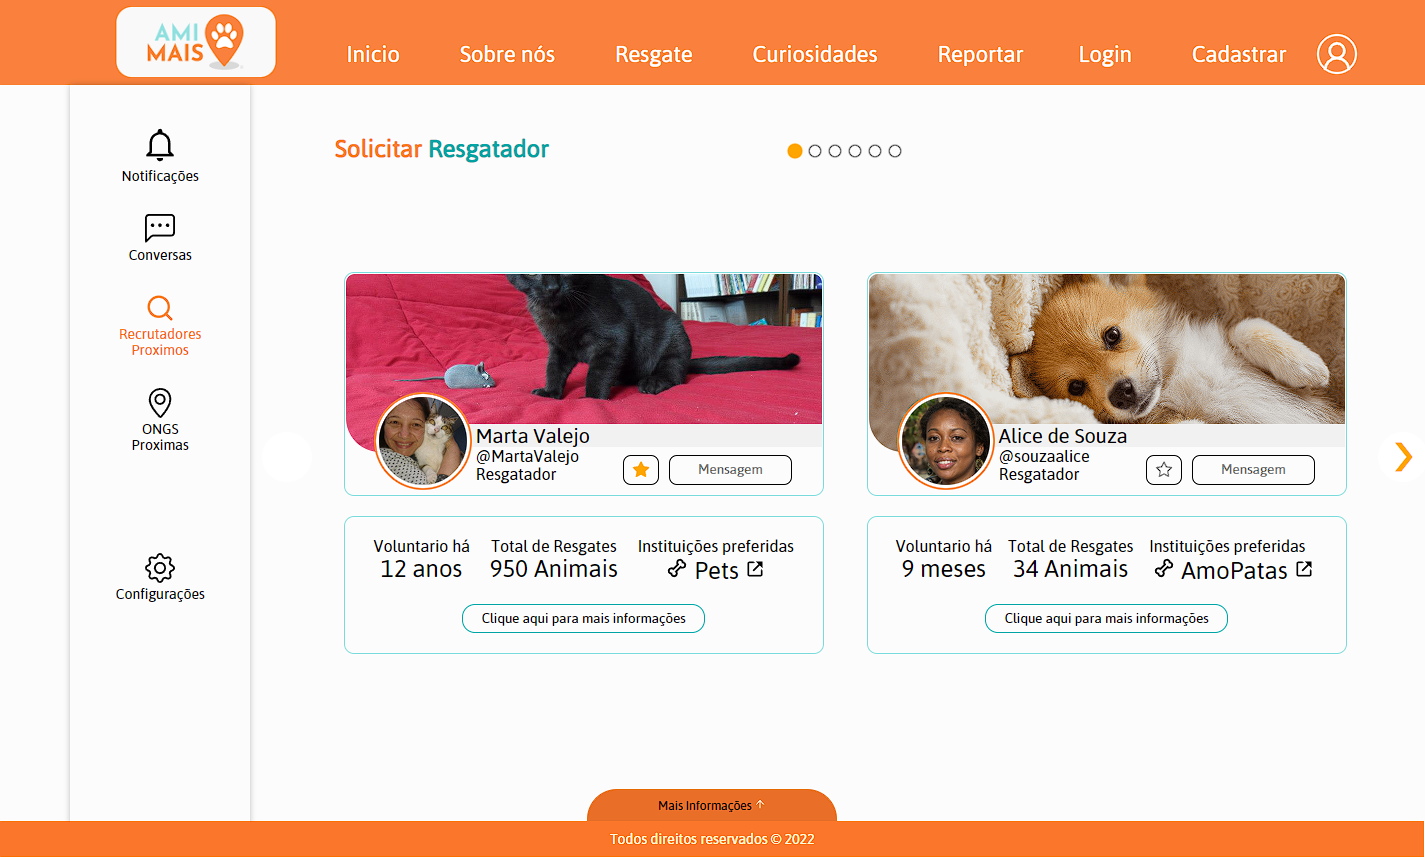 AMI
MAIS
Inicio
Sobre nós
Resgate
Curiosidades
Reportar
Login
Cadastrar
Notificações
Conversas
Recrutadores
Proximos
ONGS
Proximas
Configurações
Solicitar Resgatador
Marta Valejo
@MartaValejo
Resgatador
Mensagem
Voluntario há
12 anos
Total de Resgates
950 Animais
Instituições preferidas
Pets
Clique aqui para mais informações
Alice de Souza
@souzaalice
Resgatador
Mensagem
Voluntario há
9 meses
Total de Resgates
34 Animais
Instituições preferidas
AmoPatas
Clique aqui para mais informações
Mais Informações ↑
Todos direitos reservados © 2022